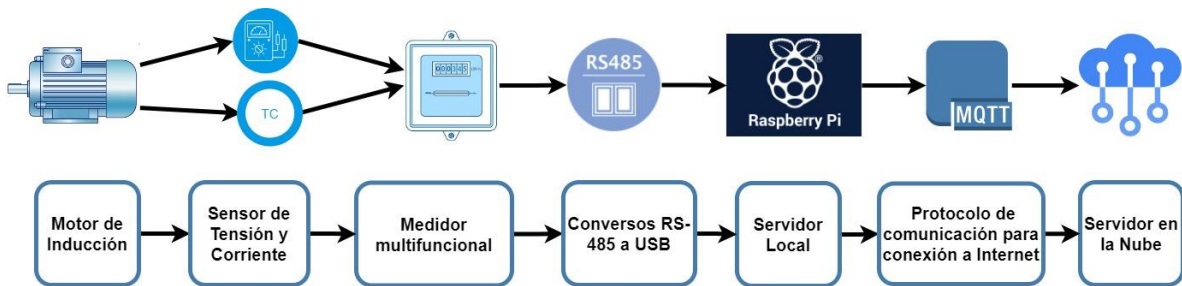 TC
RS485
Raspberry Pi
MQTT
Motor de
Inducción
Sensor de
Tensión y
Corriente
Medidor
multifuncional
Conversos RS-
485 a USB
Servidor
Local
Protocolo de
comunicación para
conexión a Internet
Servidor en
la Nube